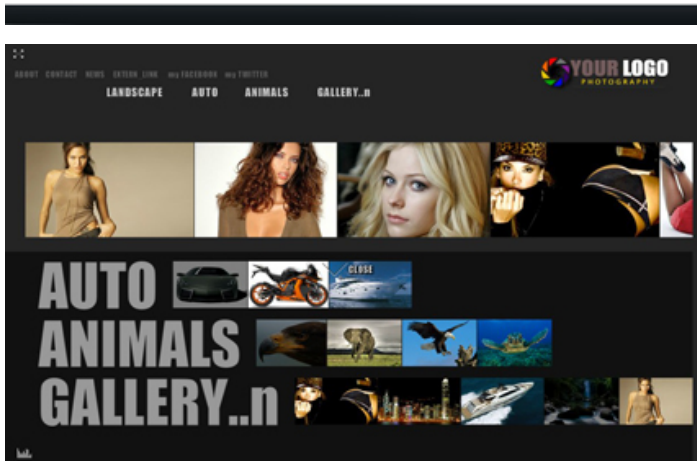 ABOUT CONTACT NEWS EXTERN LINK my FACEBOOK my TWITTER
YOUR LOGO
PHOTOGRAPHY
LANDSCAPE AUTO ANIMALS GALLERY..n
AUTO
CLOSE
ANIMALS
GALLERY..n